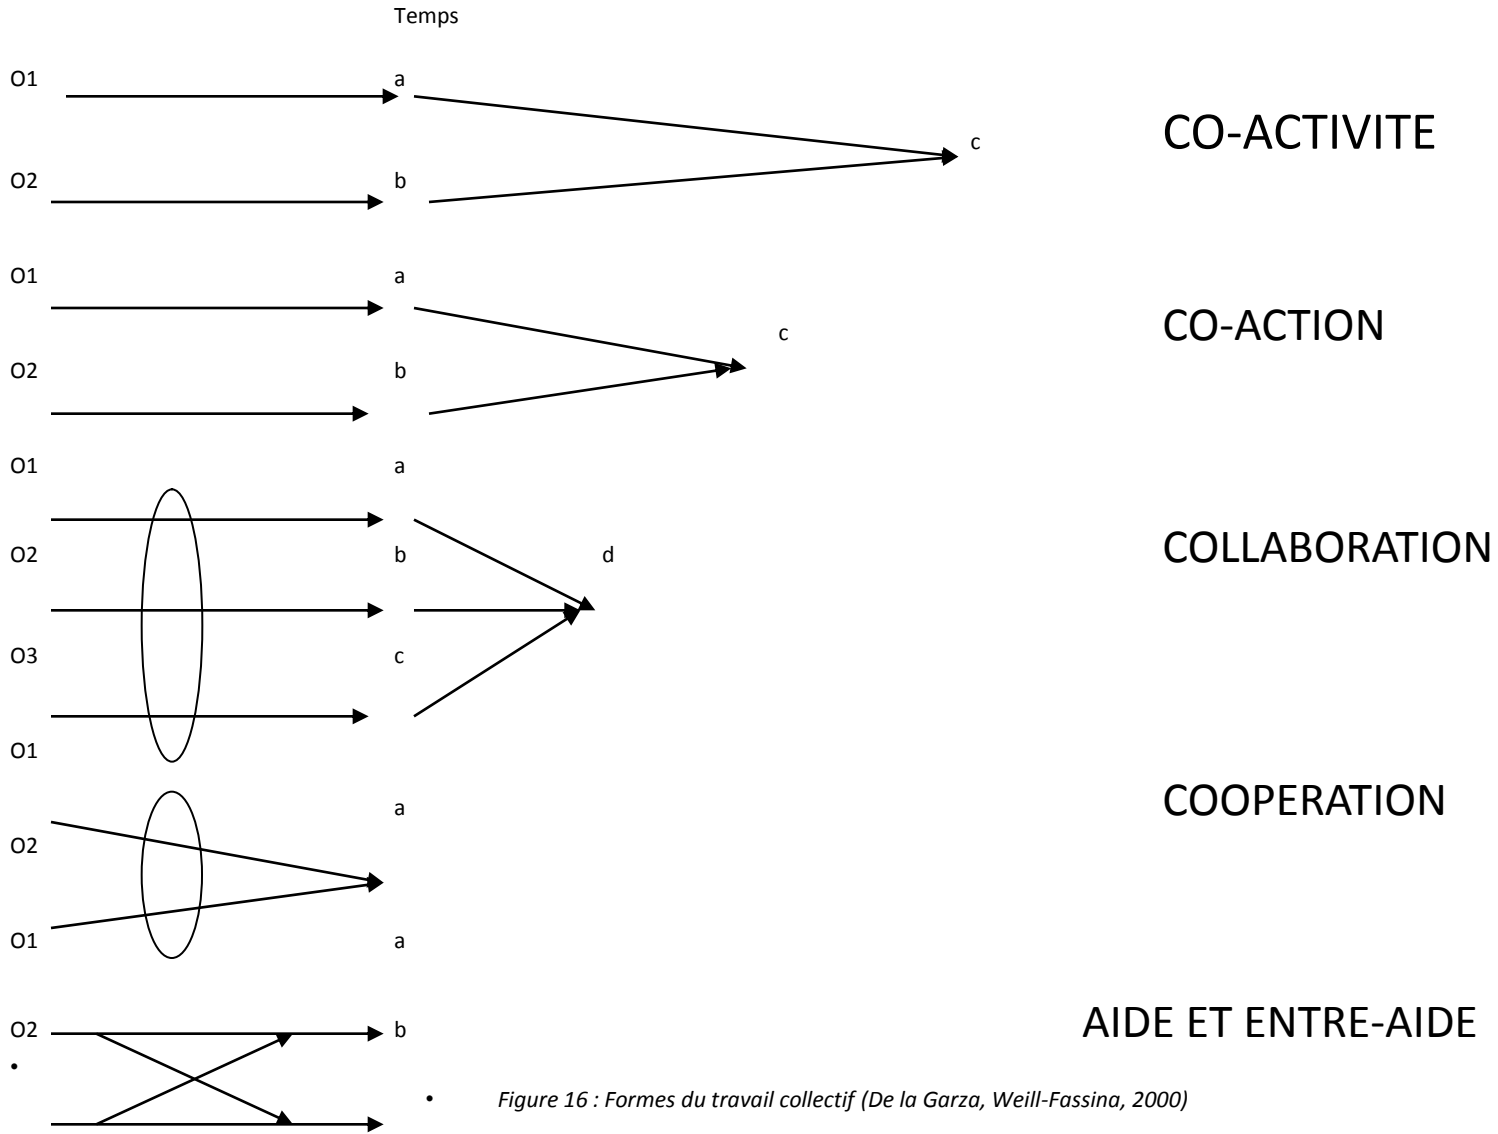 Temps
O1 a
c
CO-ACTIVITE
O2 b
O1 a
c
CO-ACTION
O2 b
O1 a
O2 b d
COLLABORATION
O3 c
O1
a
COOPERATION
O2
O1 a
O2 b
AIDE ET ENTRE-AIDE
•
• Figure 16 : Formes du travail collectif (De la Garza, Weill-Fassina, 2000)